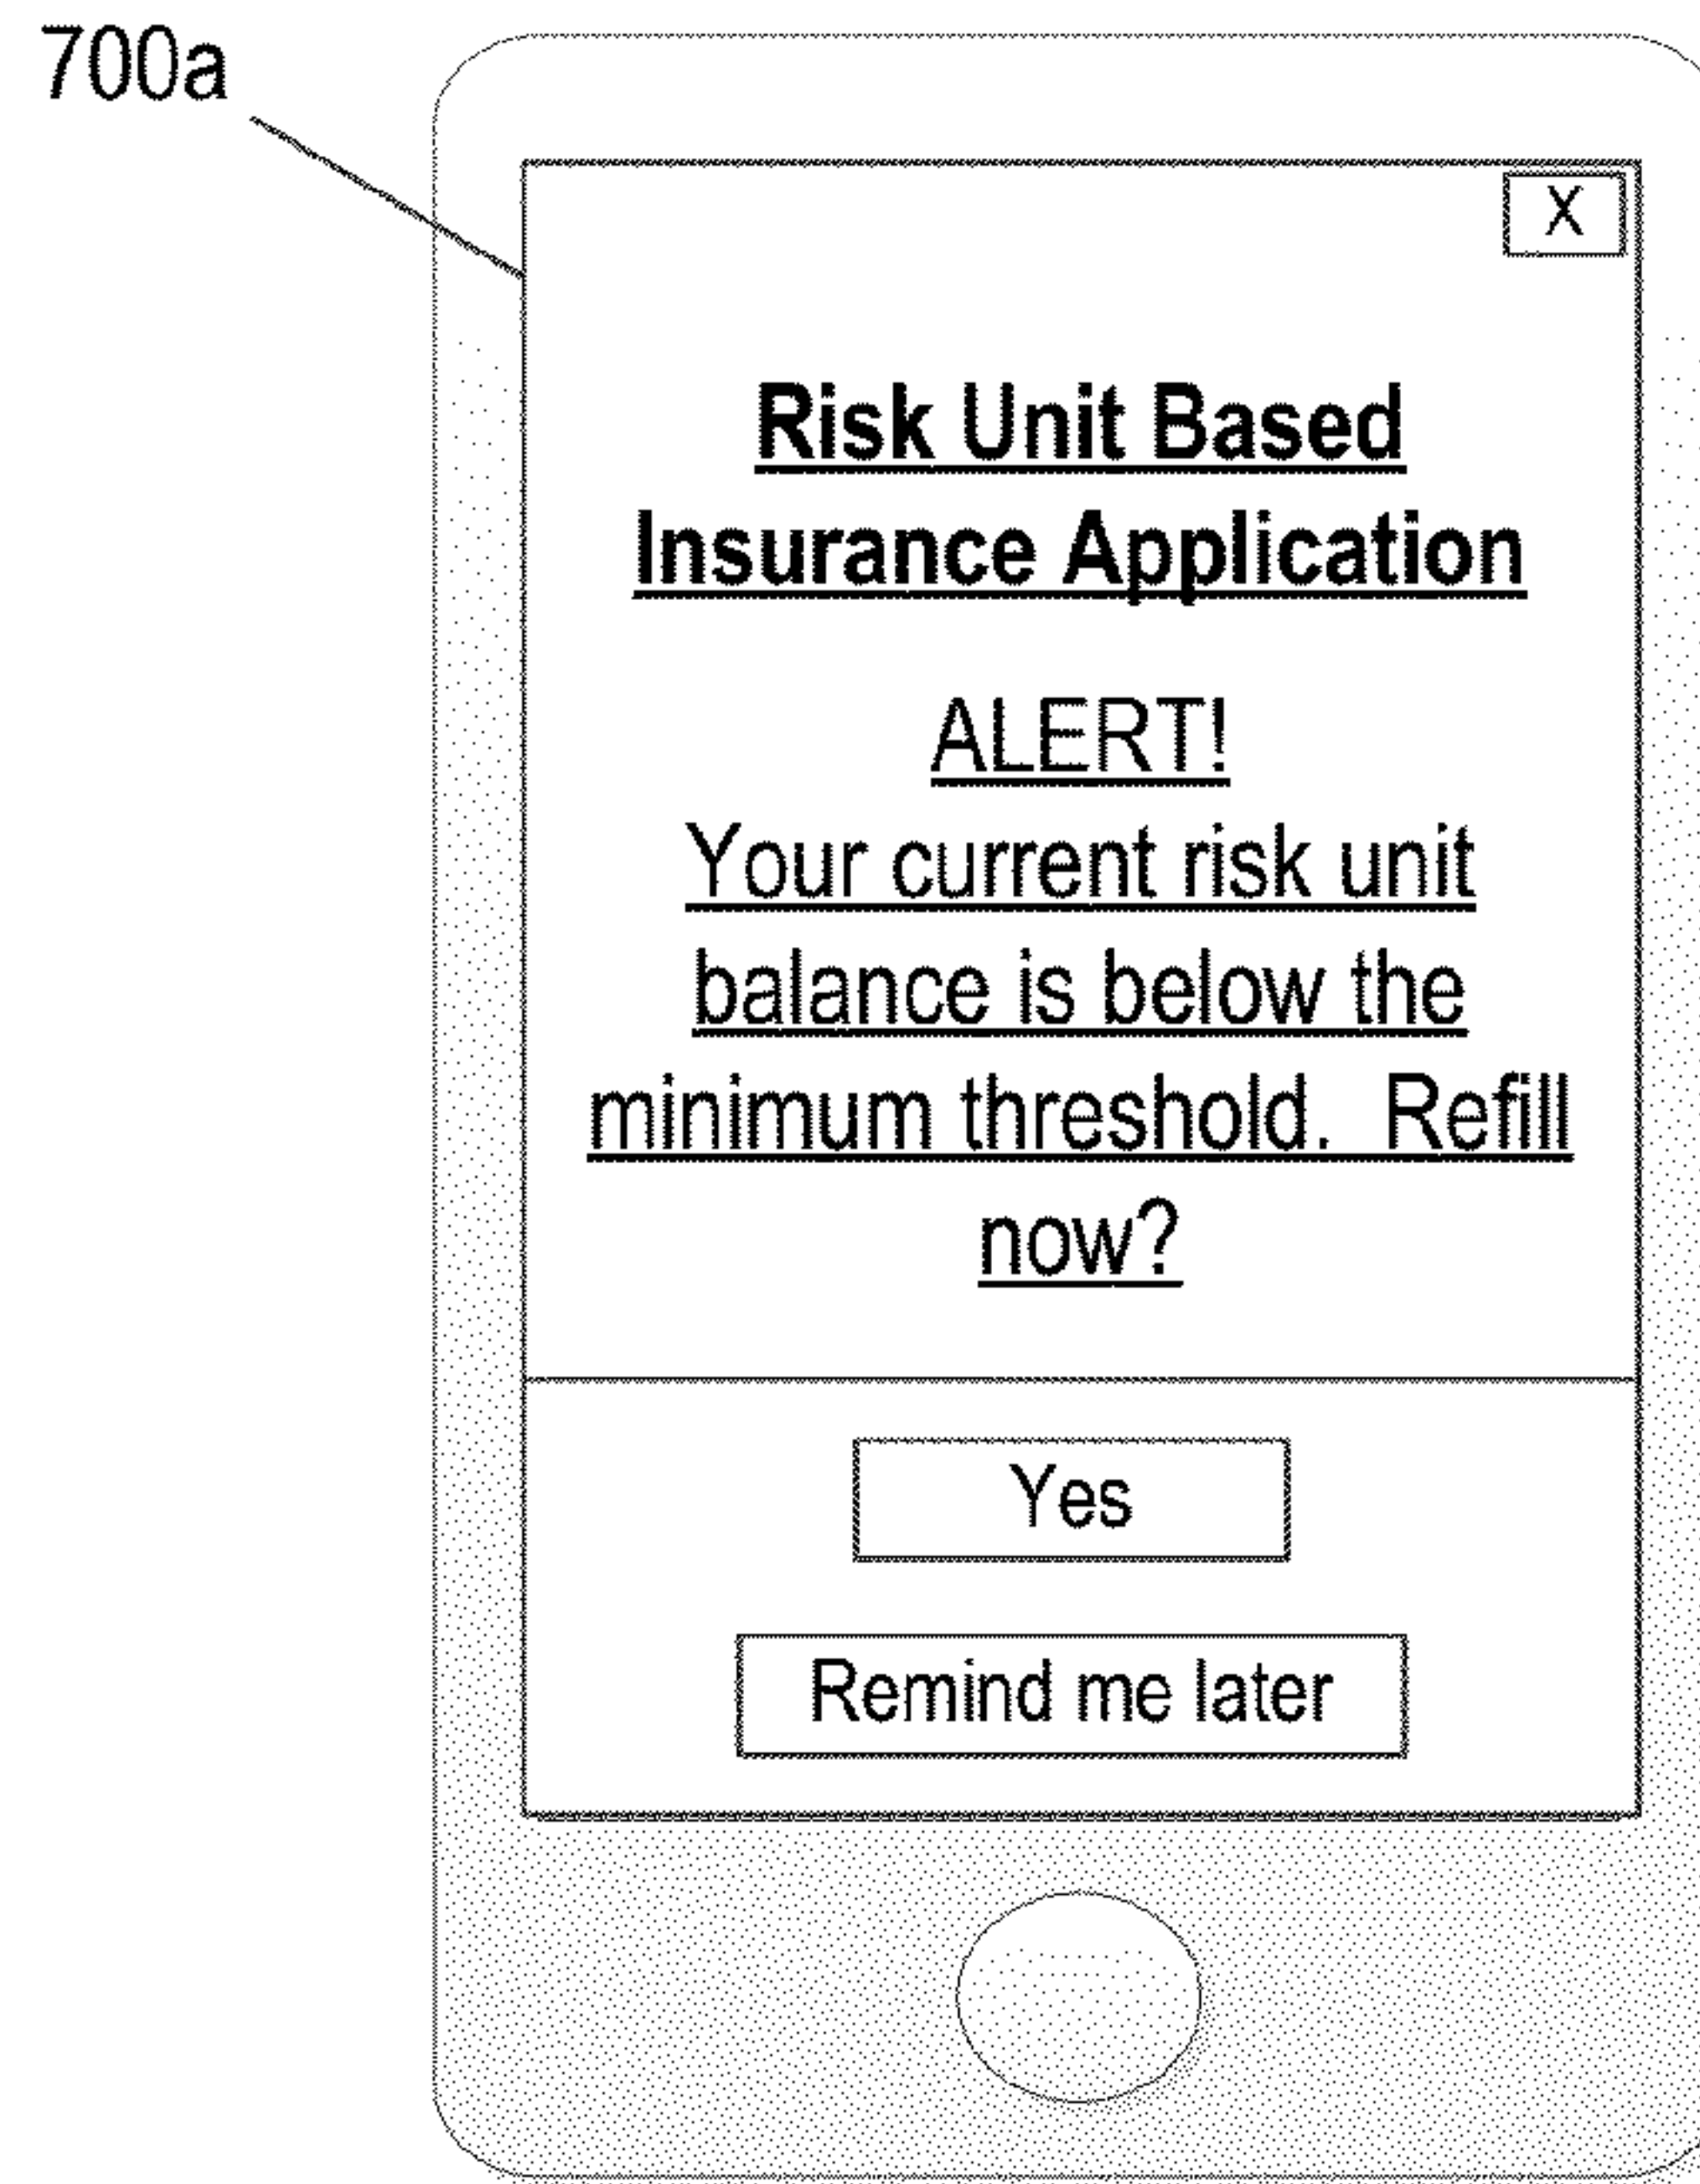 700a
X
Risk Unit Based
Insurance Application
ALERT!
Your current risk unit
balance is below the
minimum threshold.  Refill
now?
Yes
Remind me later